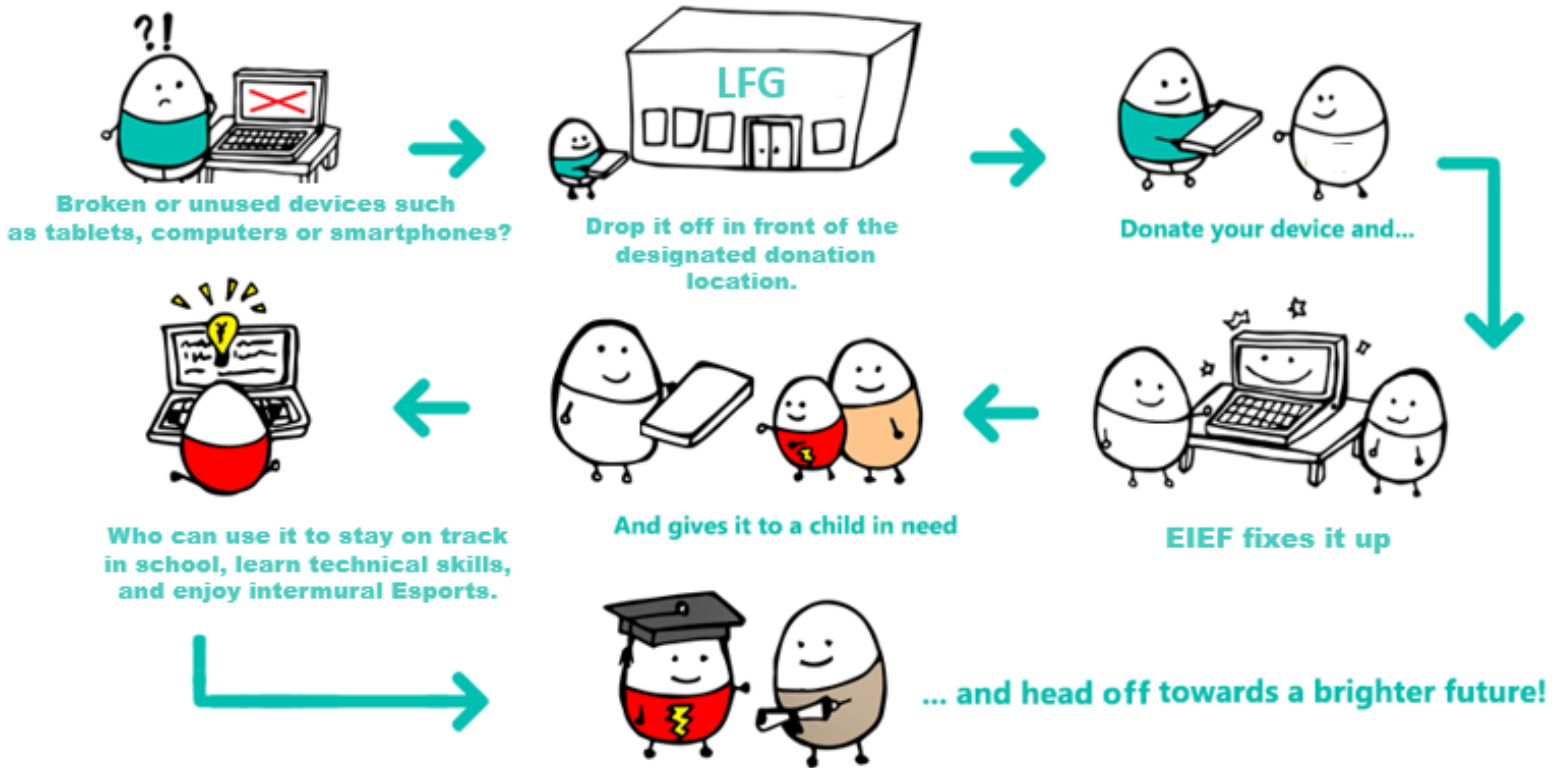 ?!
Broken or unused devices such
as tablets, computers or smartphones?
LFG
Drop it off in front of the
designated donation
location.
Donate your device and...
EIEF fixes it up
And gives it to a child in need
Who can use it to stay on track
in school, learn technical skills,
and enjoy intermural Esports.
... and head off towards a brighter future!